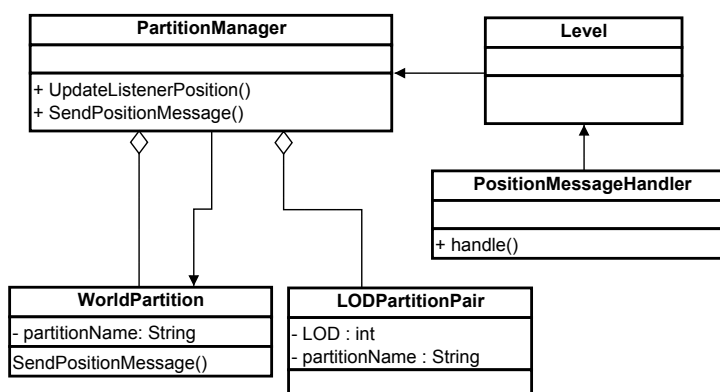 PartitionManager
+ UpdateListenerPosition()
+ SendPositionMessage()
Level
PositionMessageHandler
+ handle()
WorldPartition
- partitionName: String
SendPositionMessage()
LODPartitionPair
- LOD : int
- partitionName : String